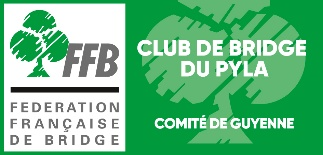 FFB
FEDERATION
FRANÇAISE
DE BRIDGE
CLUB DE BRIDGE
DU PYLA
COMITÉ DE GUYENNE